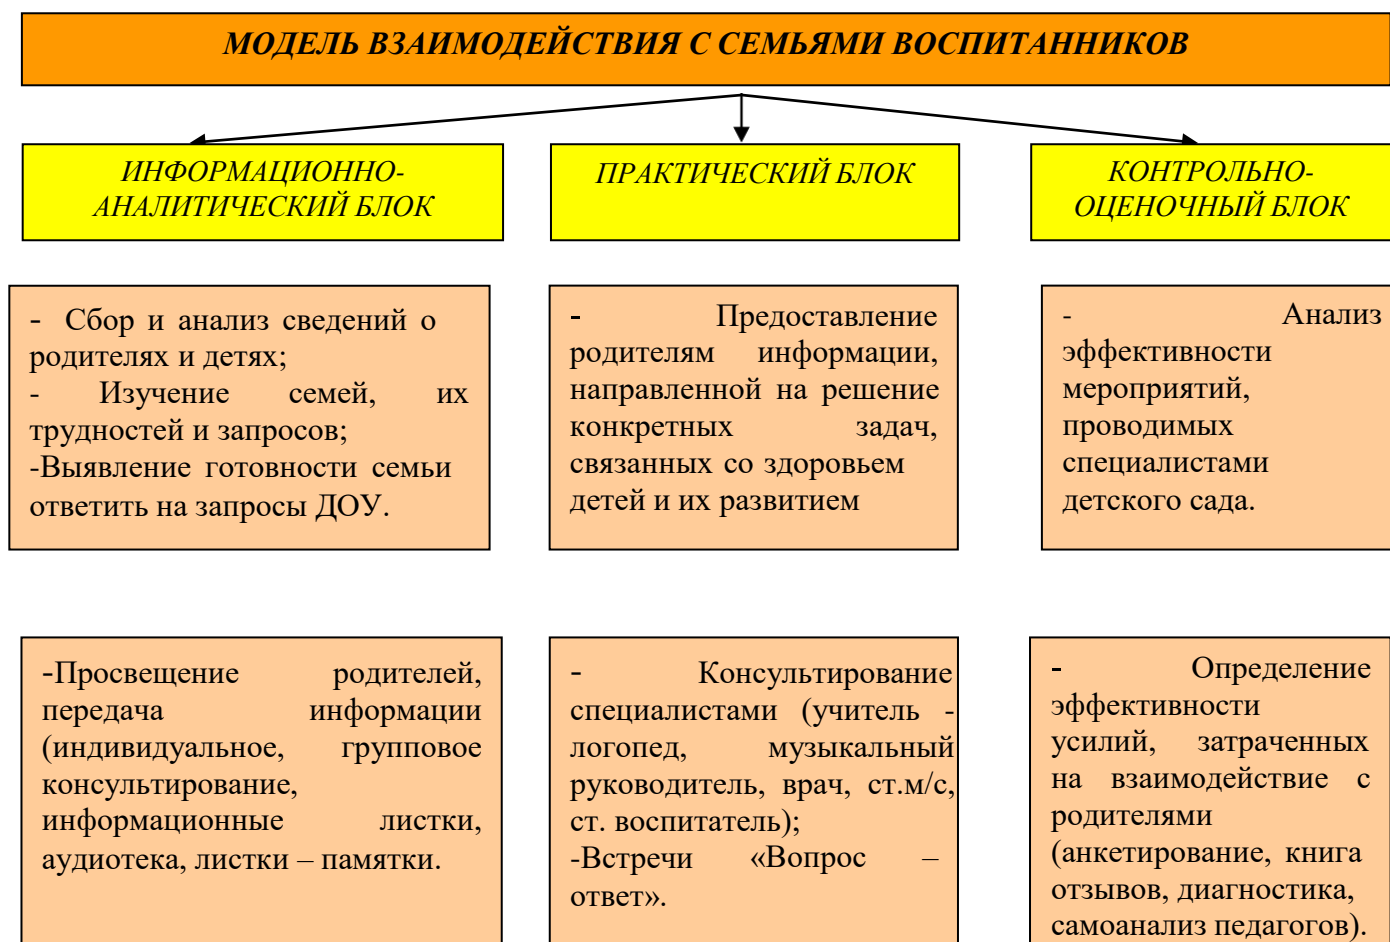 МОДЕЛЬ ВЗАИМОДЕЙСТВИЯ С СЕМЬЯМИ ВОСПИТАННИКОВ
ИНФОРМАЦИОННО-
АНАЛИТИЧЕСКИЙ БЛОК
ПРАКТИЧЕСКИЙ БЛОК
КОНТРОЛЬНО-
ОЦЕНОЧНЫЙ БЛОК
- Сбор и анализ сведений о
родителях и детях;
- Изучение семей, их
трудностей и запросов;
-Выявление готовности семьи
ответить на запросы ДОУ.
- Предоставление
родителям информации,
направленной на решение
конкретных задач,
связанных со здоровьем
детей и их развитием
- Анализ
эффективности
мероприятий,
проводимых
специалистами
детского сада.
-Просвещение родителей,
передача информации
(индивидуальное, групповое
консультирование,
информационные листки,
аудиотека, листки – памятки.
- Консультирование
специалистами (учитель -
логопед, музыкальный
руководитель, врач, ст.м/с,
ст. воспитатель);
-Встречи «Вопрос –
ответ».
- Определение
эффективности
усилий, затраченных
на взаимодействие с
родителями
(анкетирование, книга
отзывов, диагностика,
самоанализ педагогов).